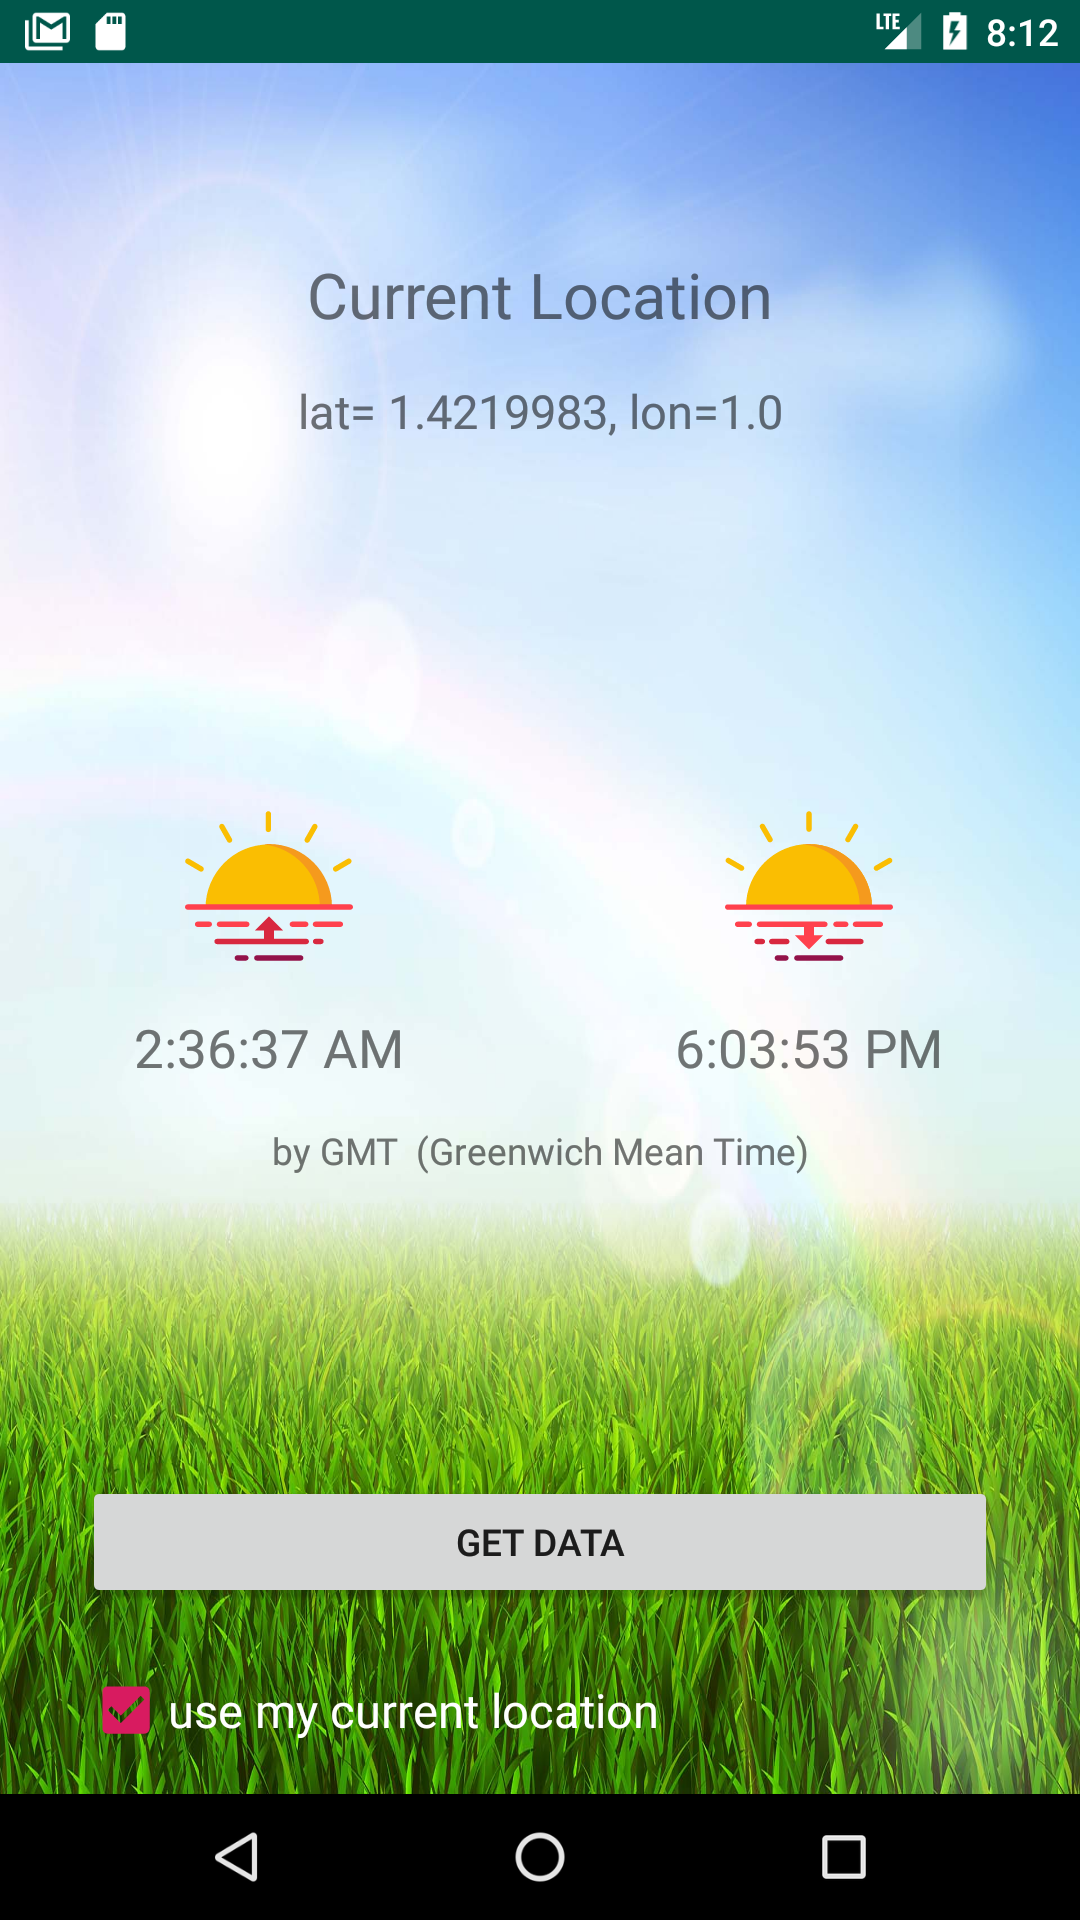 LTE 8:12
Current Location
lat= 1.4219983, lon=1.0
2:36:37 AM 6:03:53 PM
by GMT (Greenwich Mean Time)
GET DATA
use my current location